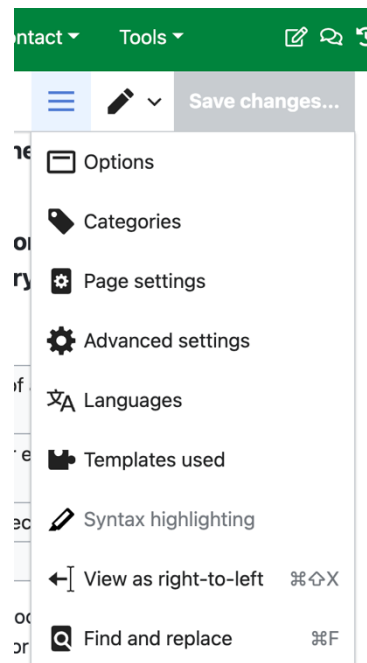 Tools
Save changes...
Options
Categories
Page settings
Advanced settings
Languages
Templates used
Syntax highlighting
View as right-to-left ⌘⇧X
Find and replace ⌘F